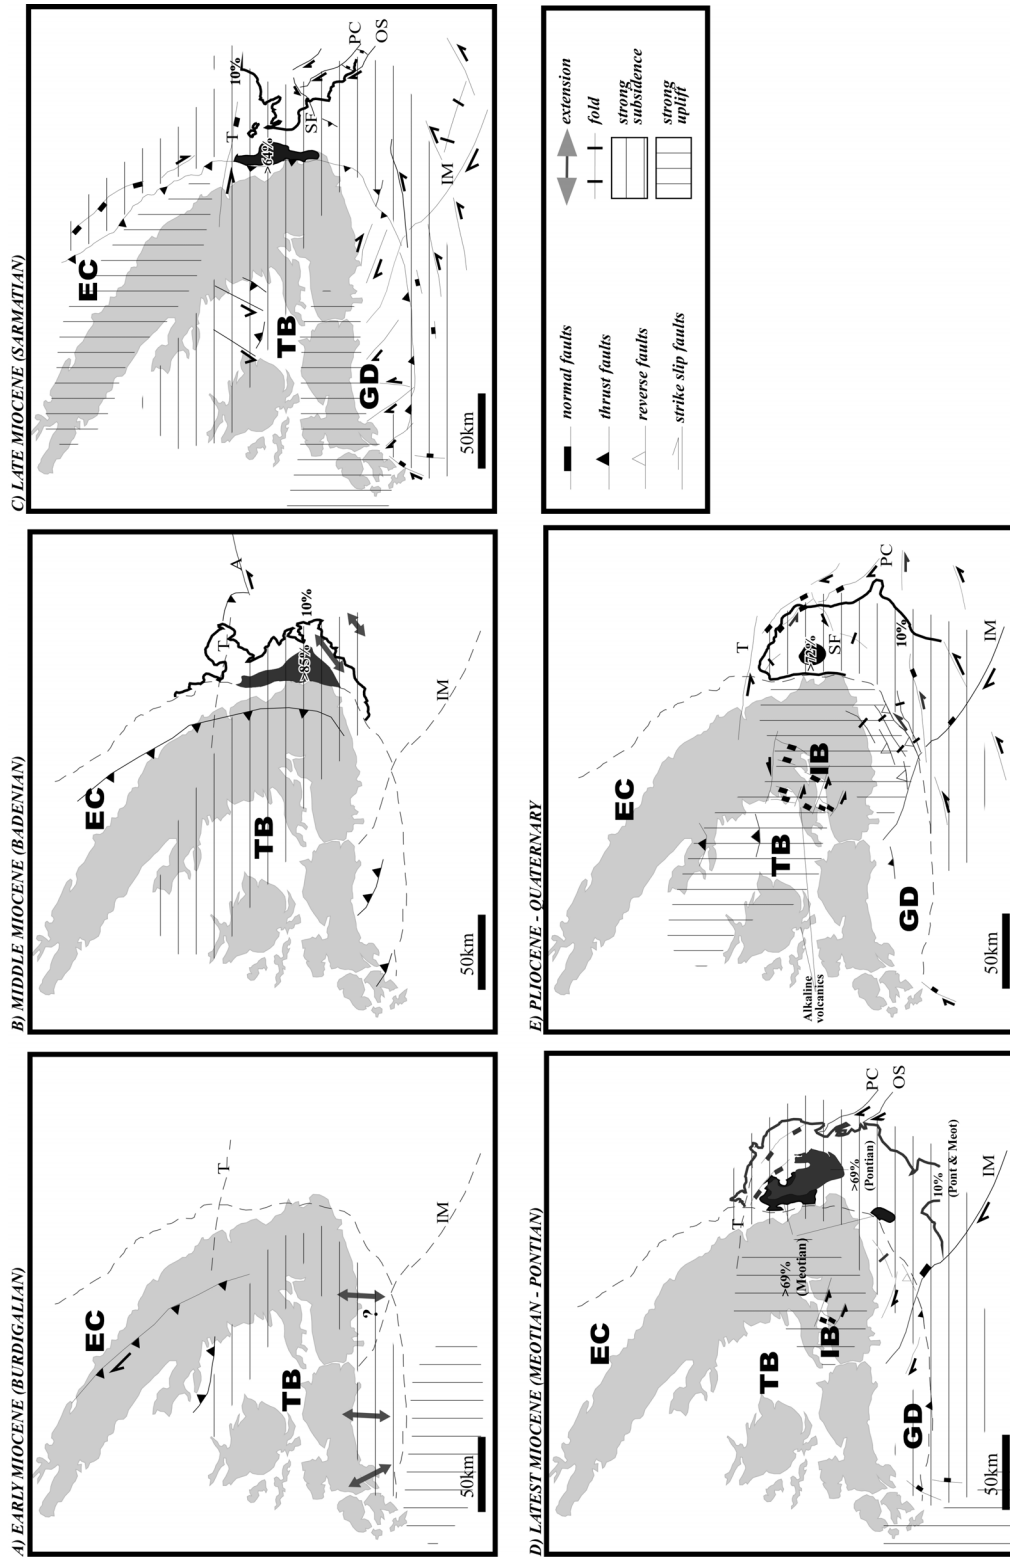 A) EARLY MIOCENE (BURDIGALIAN)
EC
T
TB
?
IM
50km
B) MIDDLE MIOCENE (BADENIAN)
EC
A
T
10%
>85%
TB
IM
50km
C) LATE MIOCENE (SARMATIAN)
EC
10%
PC
OS
T
SF
>64%
TB
IM
GD
50km
D) LATEST MIOCENE (MEOTIAN - PONTIAN)
EC
PC
OS
T
>69%
(Pontian)
>69%
(Meotian)
10%
(Pont & Meot)
TB
IB
IM
GD
50km
E) PLIOCENE - QUATERNARY
EC
T
PC
>72%
SF
10%
IB
TB
IM
GD
Alkaline
volcanics
50km
normal faults
thrust faults
reverse faults
strike slip faults
extension
fold
strong
subsidence
strong
uplift